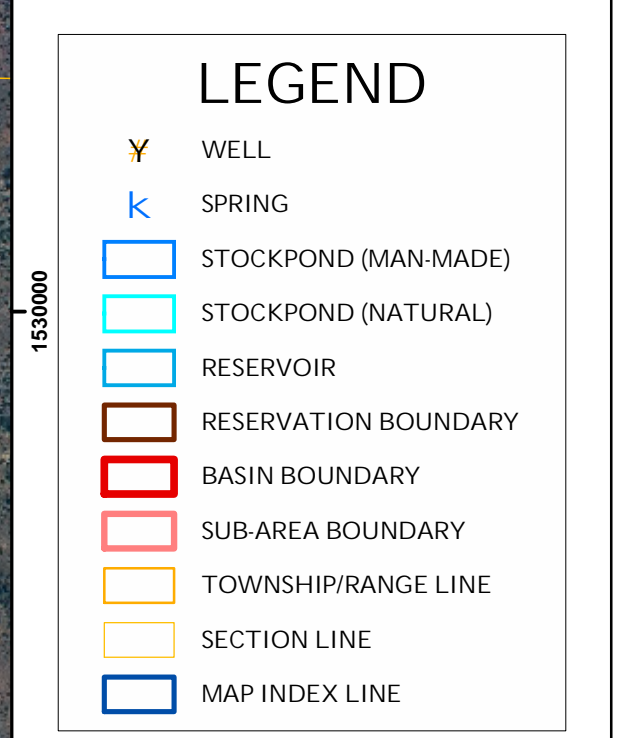 LEGEND
WELL
k SPRING
STOCKPOND (MAN-MADE)
STOCKPOND (NATURAL)
RESERVOIR
RESERVATION BOUNDARY
BASIN BOUNDARY
SUB-AREA BOUNDARY
TOWNSHIP/RANGE LINE
SECTION LINE
MAP INDEX LINE
1530000